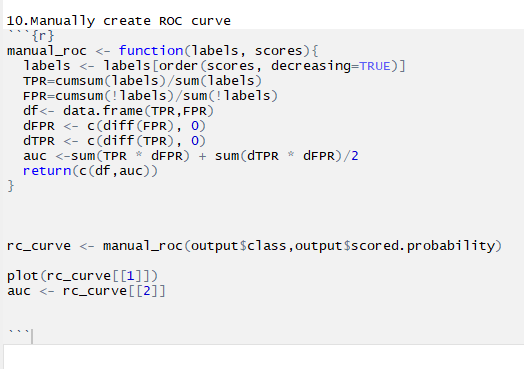 10.Manually create ROC curve
```{r}
manual_roc <- function(labels, scores){
  labels <- labels[order(scores, decreasing=TRUE)]
  TPR=cumsum(labels)/sum(labels)
  FPR=cumsum(!labels)/sum(!labels)
  df<- data.frame(TPR,FPR)
  dFPR <- c(diff(FPR), 0)
  dTPR <- c(diff(TPR), 0)
  auc <-sum(TPR * dFPR) + sum(dTPR * dFPR)/2
  return(c(df,auc))
}
rc_curve <- manual_roc(output$class,output$scored.probability)
plot(rc_curve[[1]])
auc <- rc_curve[[2]]
```